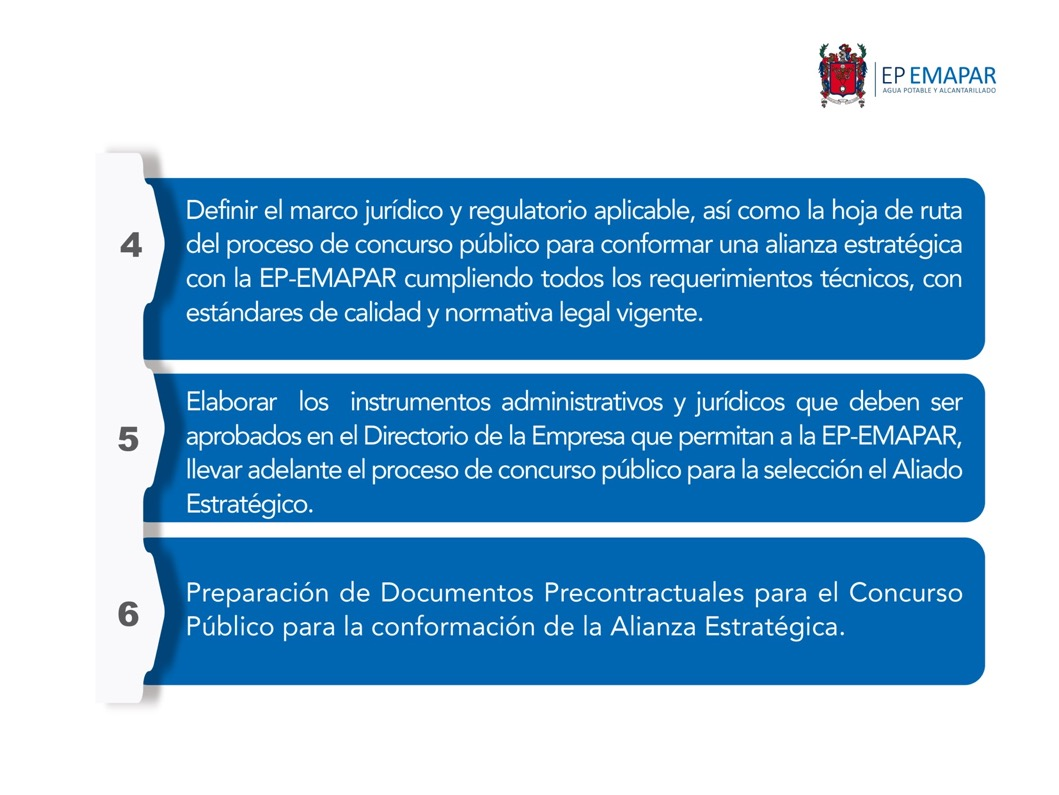 EP EMAPAR
AGUA POTABLE Y ALCANTARILLADO
4
Definir el marco jurídico y regulatorio aplicable, así como la hoja de ruta
del proceso de concurso público para conformar una alianza estratégica
con la EP-EMAPAR cumpliendo todos los requerimientos técnicos, con
estándares de calidad y normativa legal vigente.
5
Elaborar los instrumentos administrativos y jurídicos que deben ser
aprobados en el Directorio de la Empresa que permitan a la EP-EMAPAR,
llevar adelante el proceso de concurso público para la selección el Aliado
Estratégico.
6
Preparación de Documentos Precontractuales para el Concurso
Público para la conformación de la Alianza Estratégica.